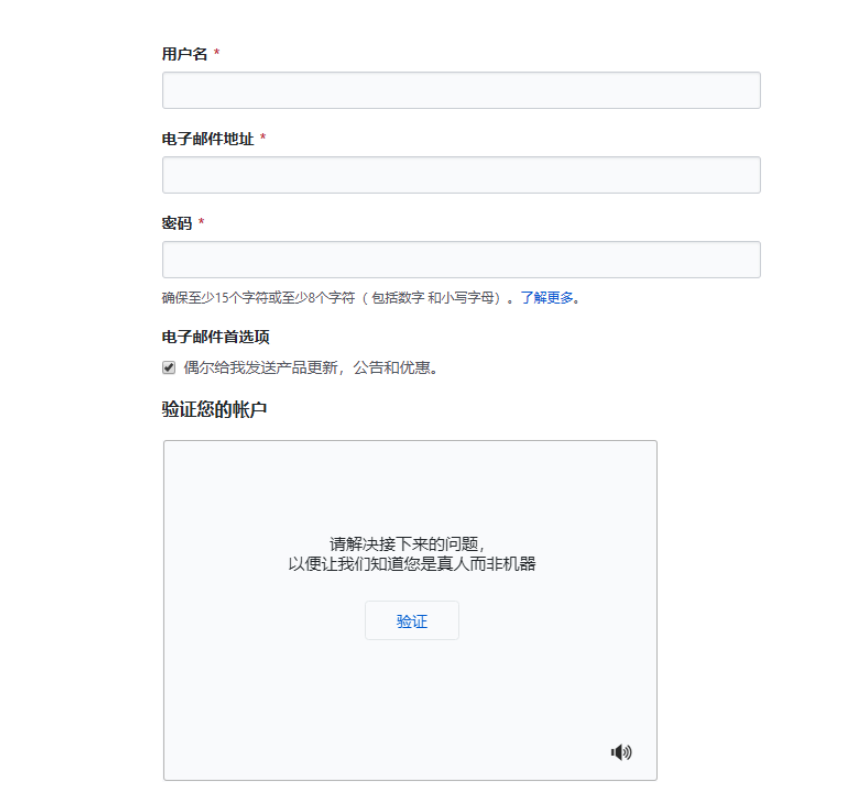 用户名 *
电子邮件地址 *
密码 *
确保至少15个字符或至少8个字符（ 包括数字 和小写字母）。了解更多。
电子邮件首选项
偶尔给我发送产品更新，公告和优惠。
验证您的帐户
请解决接下来的问题，
以便让我们知道您是真人而非机器
验证